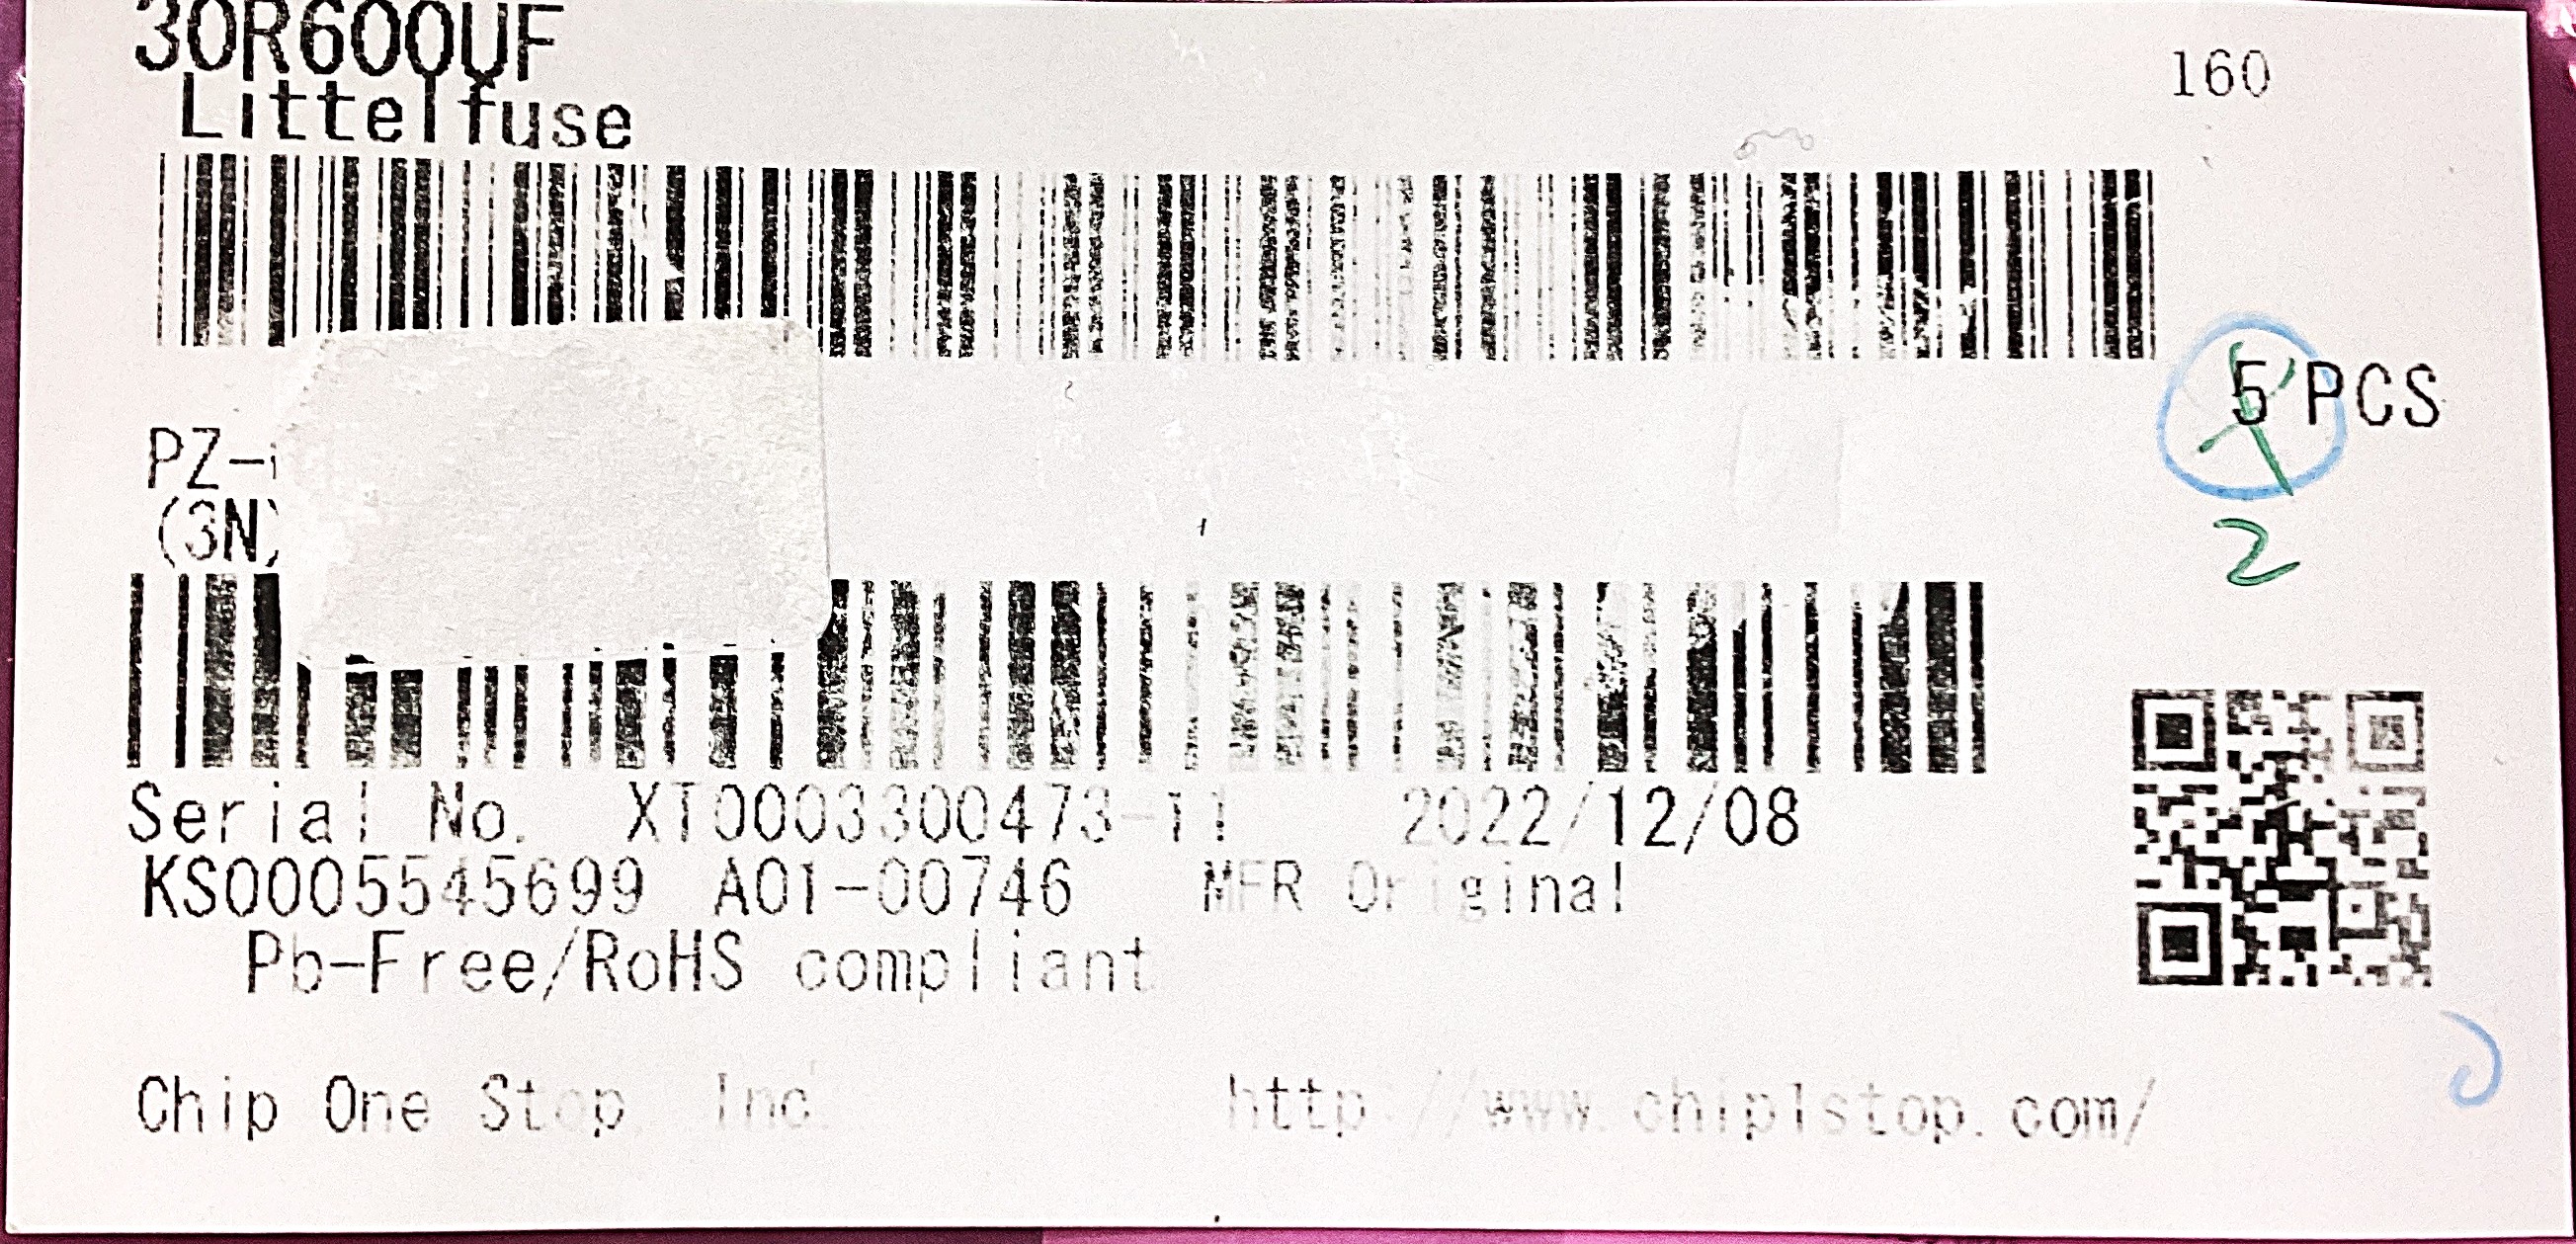 30R600UF
160
Littelfuse
5 PCS
PZ-
(3N)
2
Serial No. XT0003300473-11 2022/12/08
KS0005545699 A01-00746 MFR Original
Pb-Free/RoHS compliant
Chip One Stop, Inc. http://www.chip1stop.com/